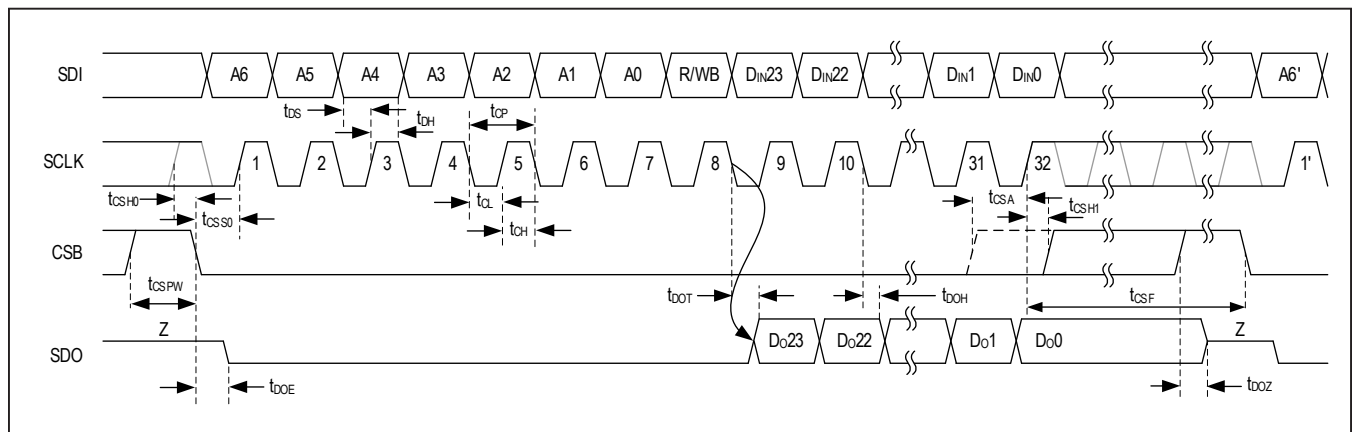 SDI A6 A5 A4 A3 A2 A1 A0 R/WB DIN23 DIN22 DIN1 DIN0 A6'
tDS tDH tCP
SCLK 1 2 3 4 5 6 7 8 9 10 31 32 1'
tCSH0 tCSS0 tCL tCH tCSA tCSH1
CSB
tCSPW tDOT tDOH tCSF
Z Z
SDO DO23 DO22 DO1 DO0
tDOE tDOZ